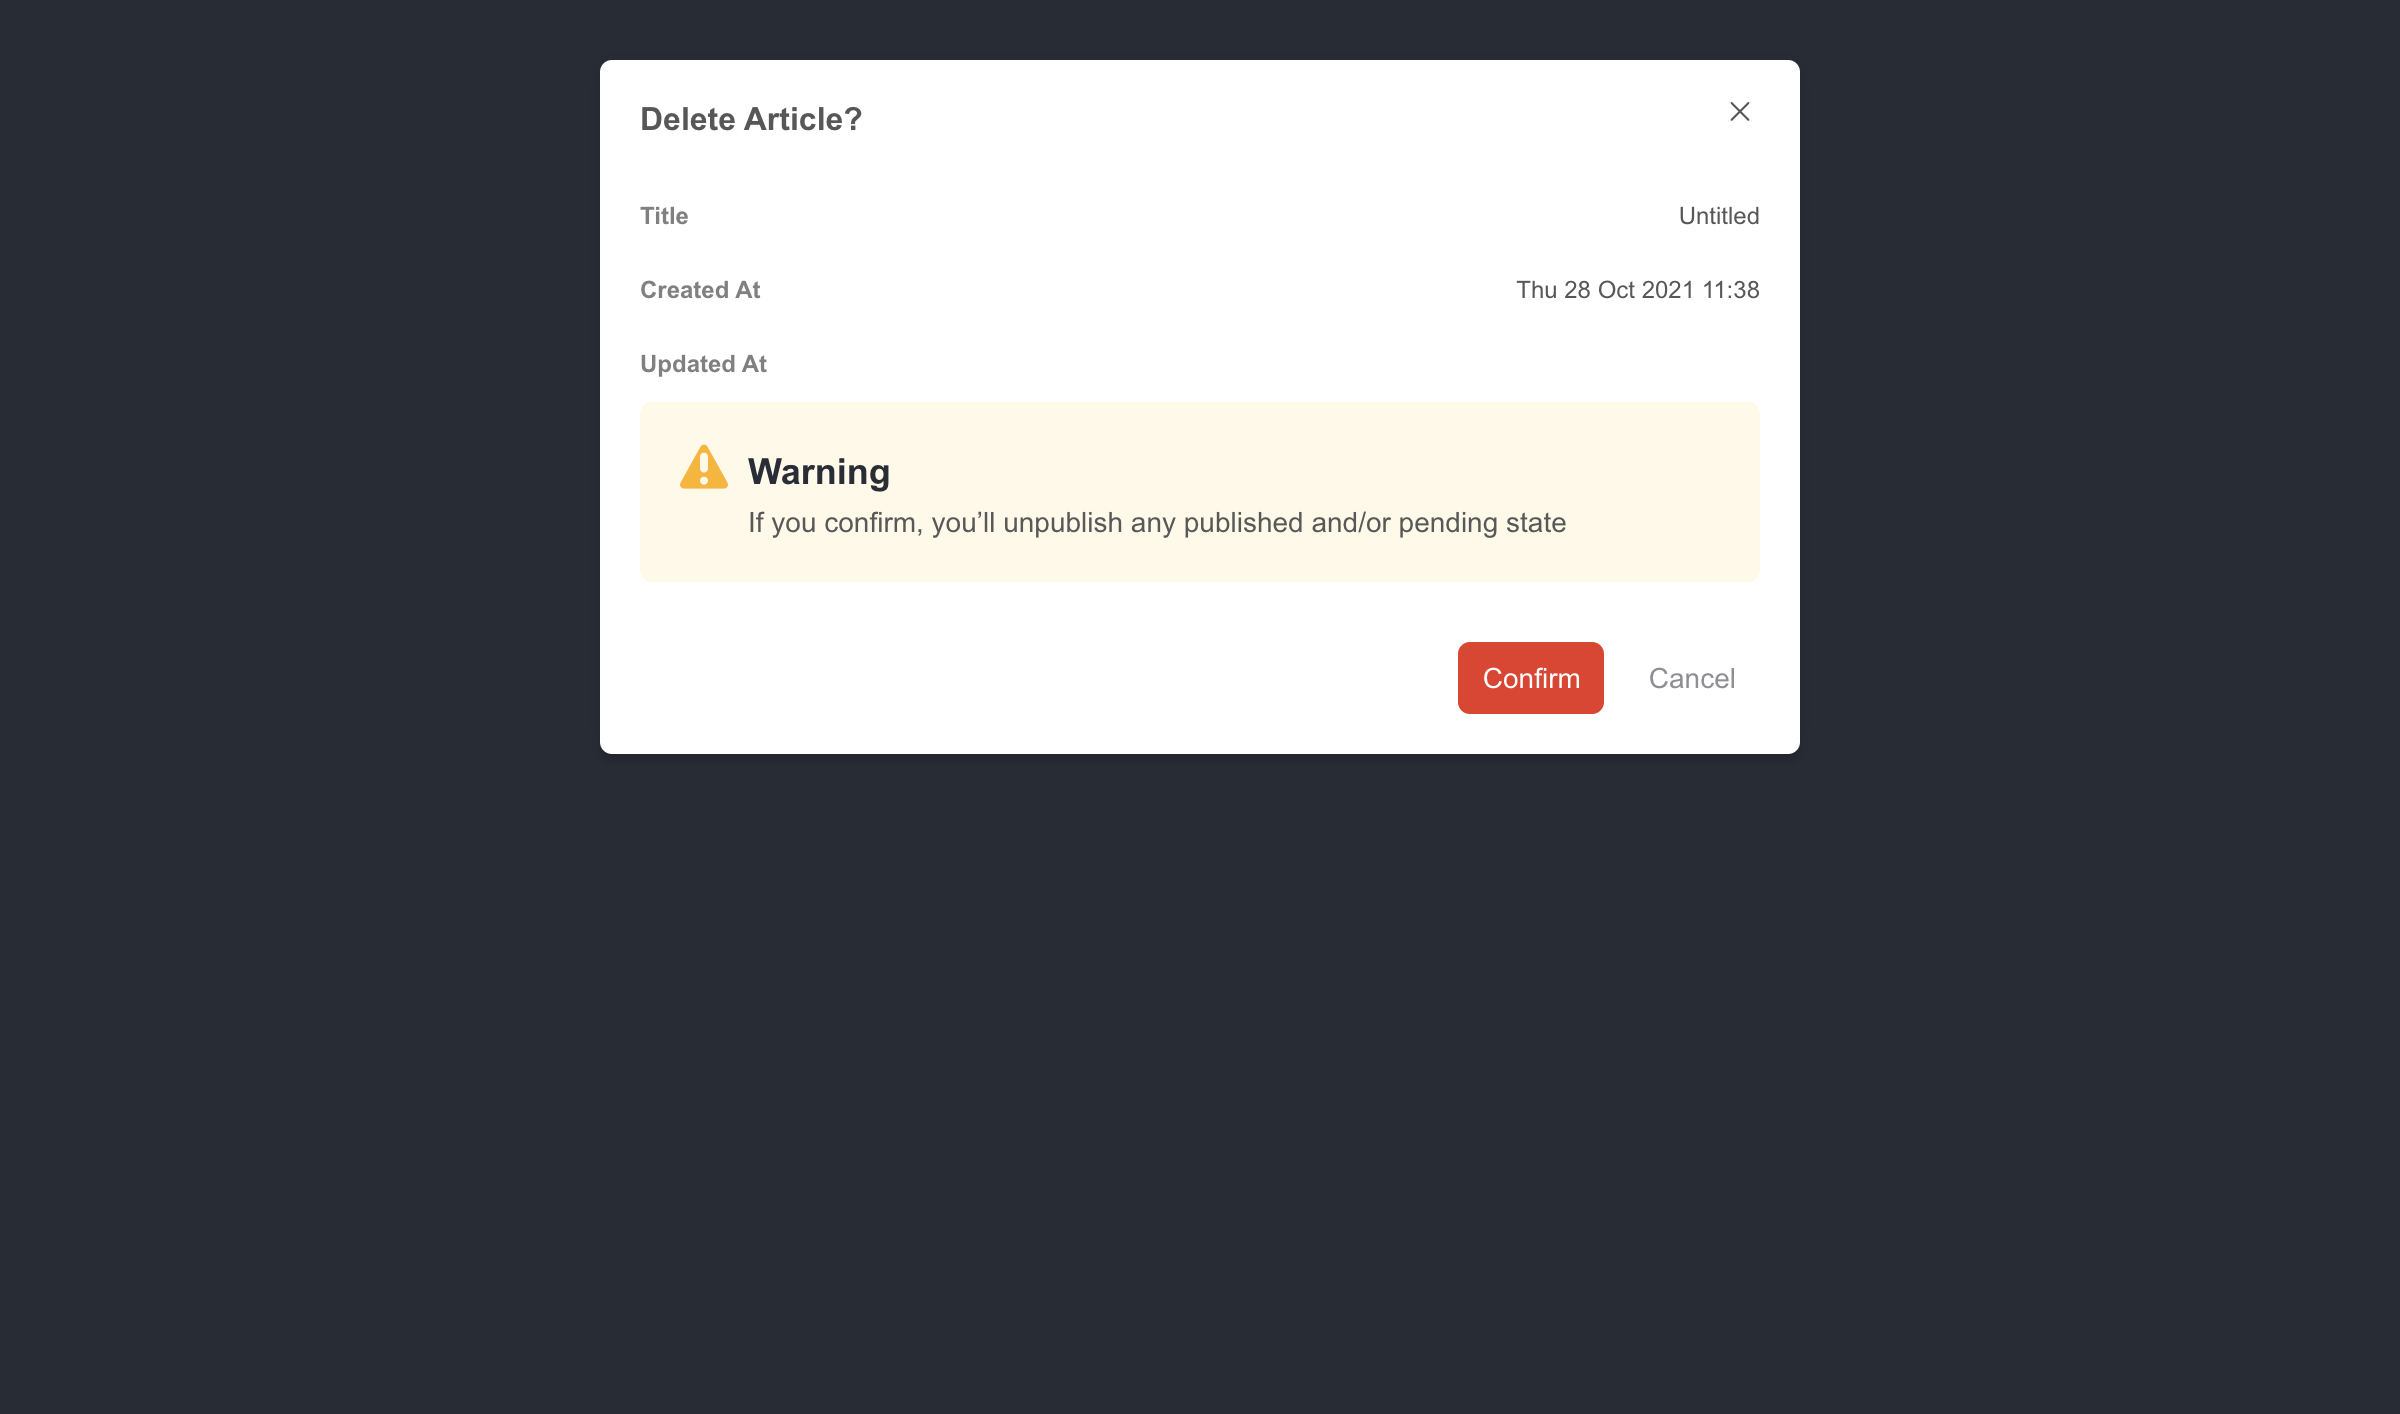 Delete Article?
Title Untitled
Created At Thu 28 Oct 2021 11:38
Updated At
Warning
If you confirm, you’ll unpublish any published and/or pending state
Confirm Cancel